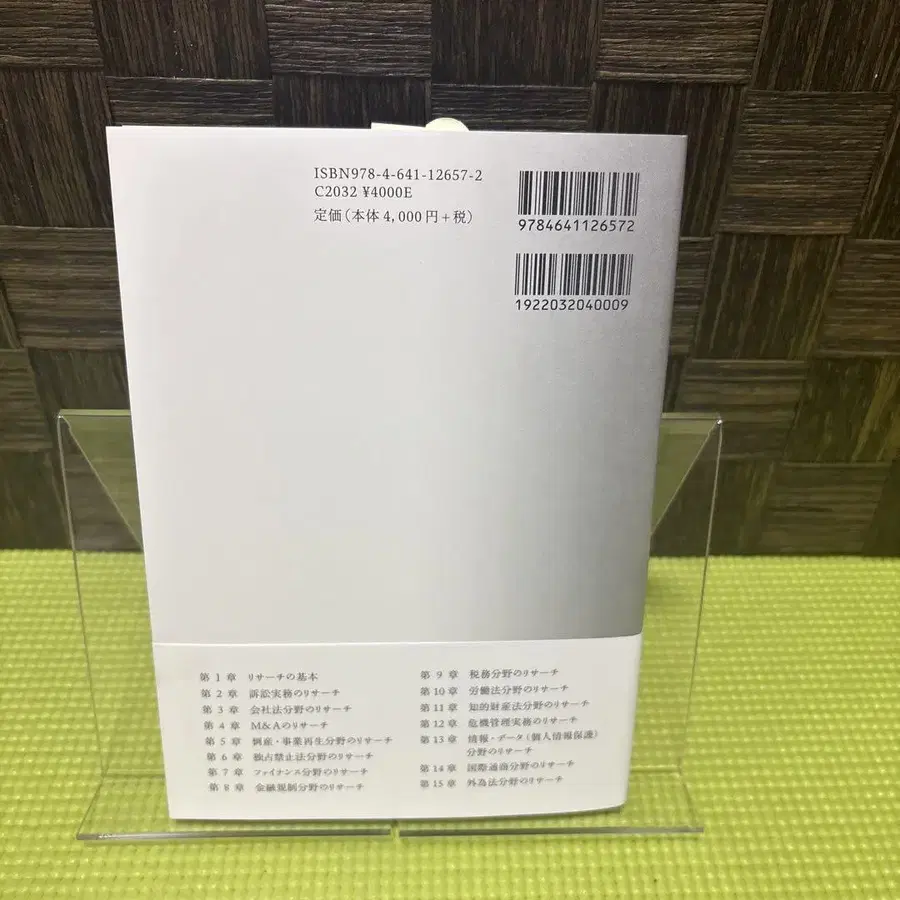 ISBN978-4-641-12657-2
C2032 ¥4000E
定価(本体 4,000円+税)
9784641126572
1922032040009
第 1 章 リサーチの基本
第 2 章 訴訟実務のリサーチ
第 3 章 会社法分野のリサーチ
第 4 章 M&Aのリサーチ
第 5 章 倒産・事業再生分野のリサーチ
第 6 章 独占禁止法分野のリサーチ
第 7 章 ファイナンス分野のリサーチ
第 8 章 金融規制分野のリサーチ
第 9 章 税務分野のリサーチ
第 10 章 労働法分野のリサーチ
第 11 章 知的財産法分野のリサーチ
第 12 章 危機管理実務のリサーチ
第 13 章 情報・データ(個人情報保護)
分野のリサーチ
第 14 章 国際通商分野のリサーチ
第 15 章 外為法分野のリサーチ